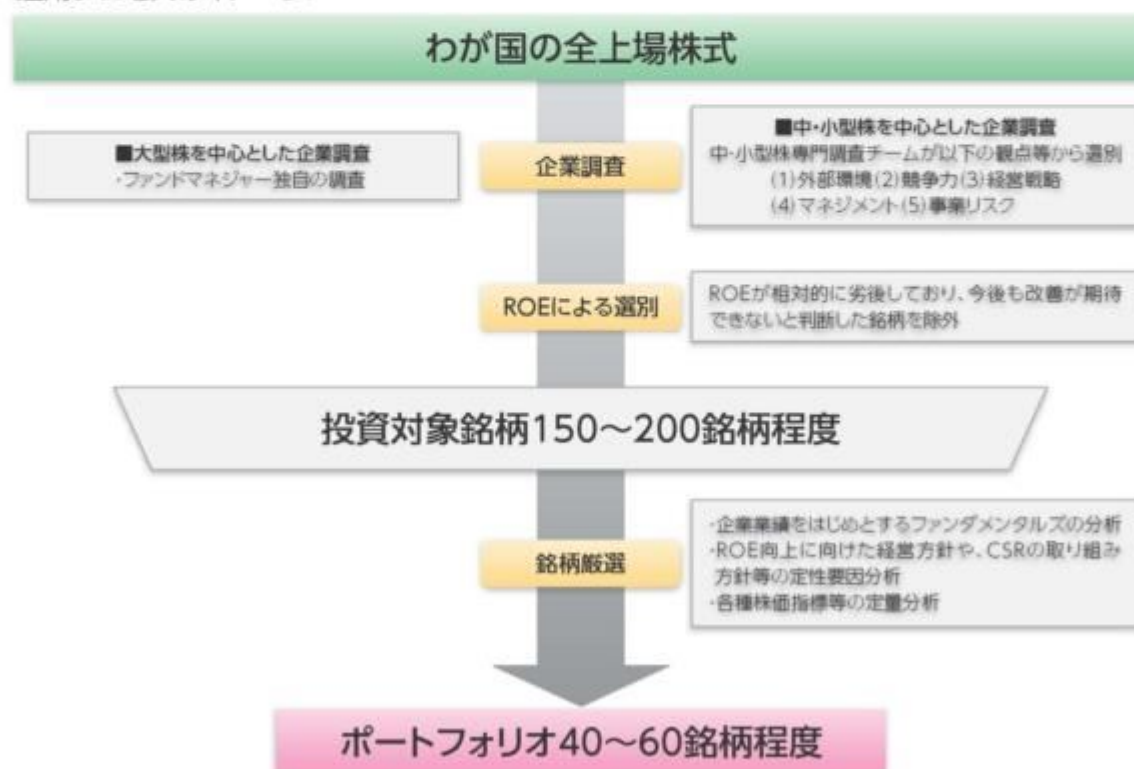 わが国の全上場株式
■大型株を中心とした企業調査
・ファンドマネジャー独自の調査
企業調査
■中・小型株を中心とした企業調査
中・小型株専門調査チームが以下の観点等から選別
(1)外部環境(2)競争力(3)経営戦略
(4)マネジメント(5)事業リスク
ROEによる選別
ROEが相対的に劣後しており、今後も改善が期待
できないと判断した銘柄を除外
投資対象銘柄150～200銘柄程度
銘柄厳選
・企業業績をはじめとするファンダメンタルズの分析
・ROE向上に向けた経営方針や、CSRの取り組み
方針等の定性要因分析
・各種株価指標等の定量分析
ポートフォリオ40～60銘柄程度